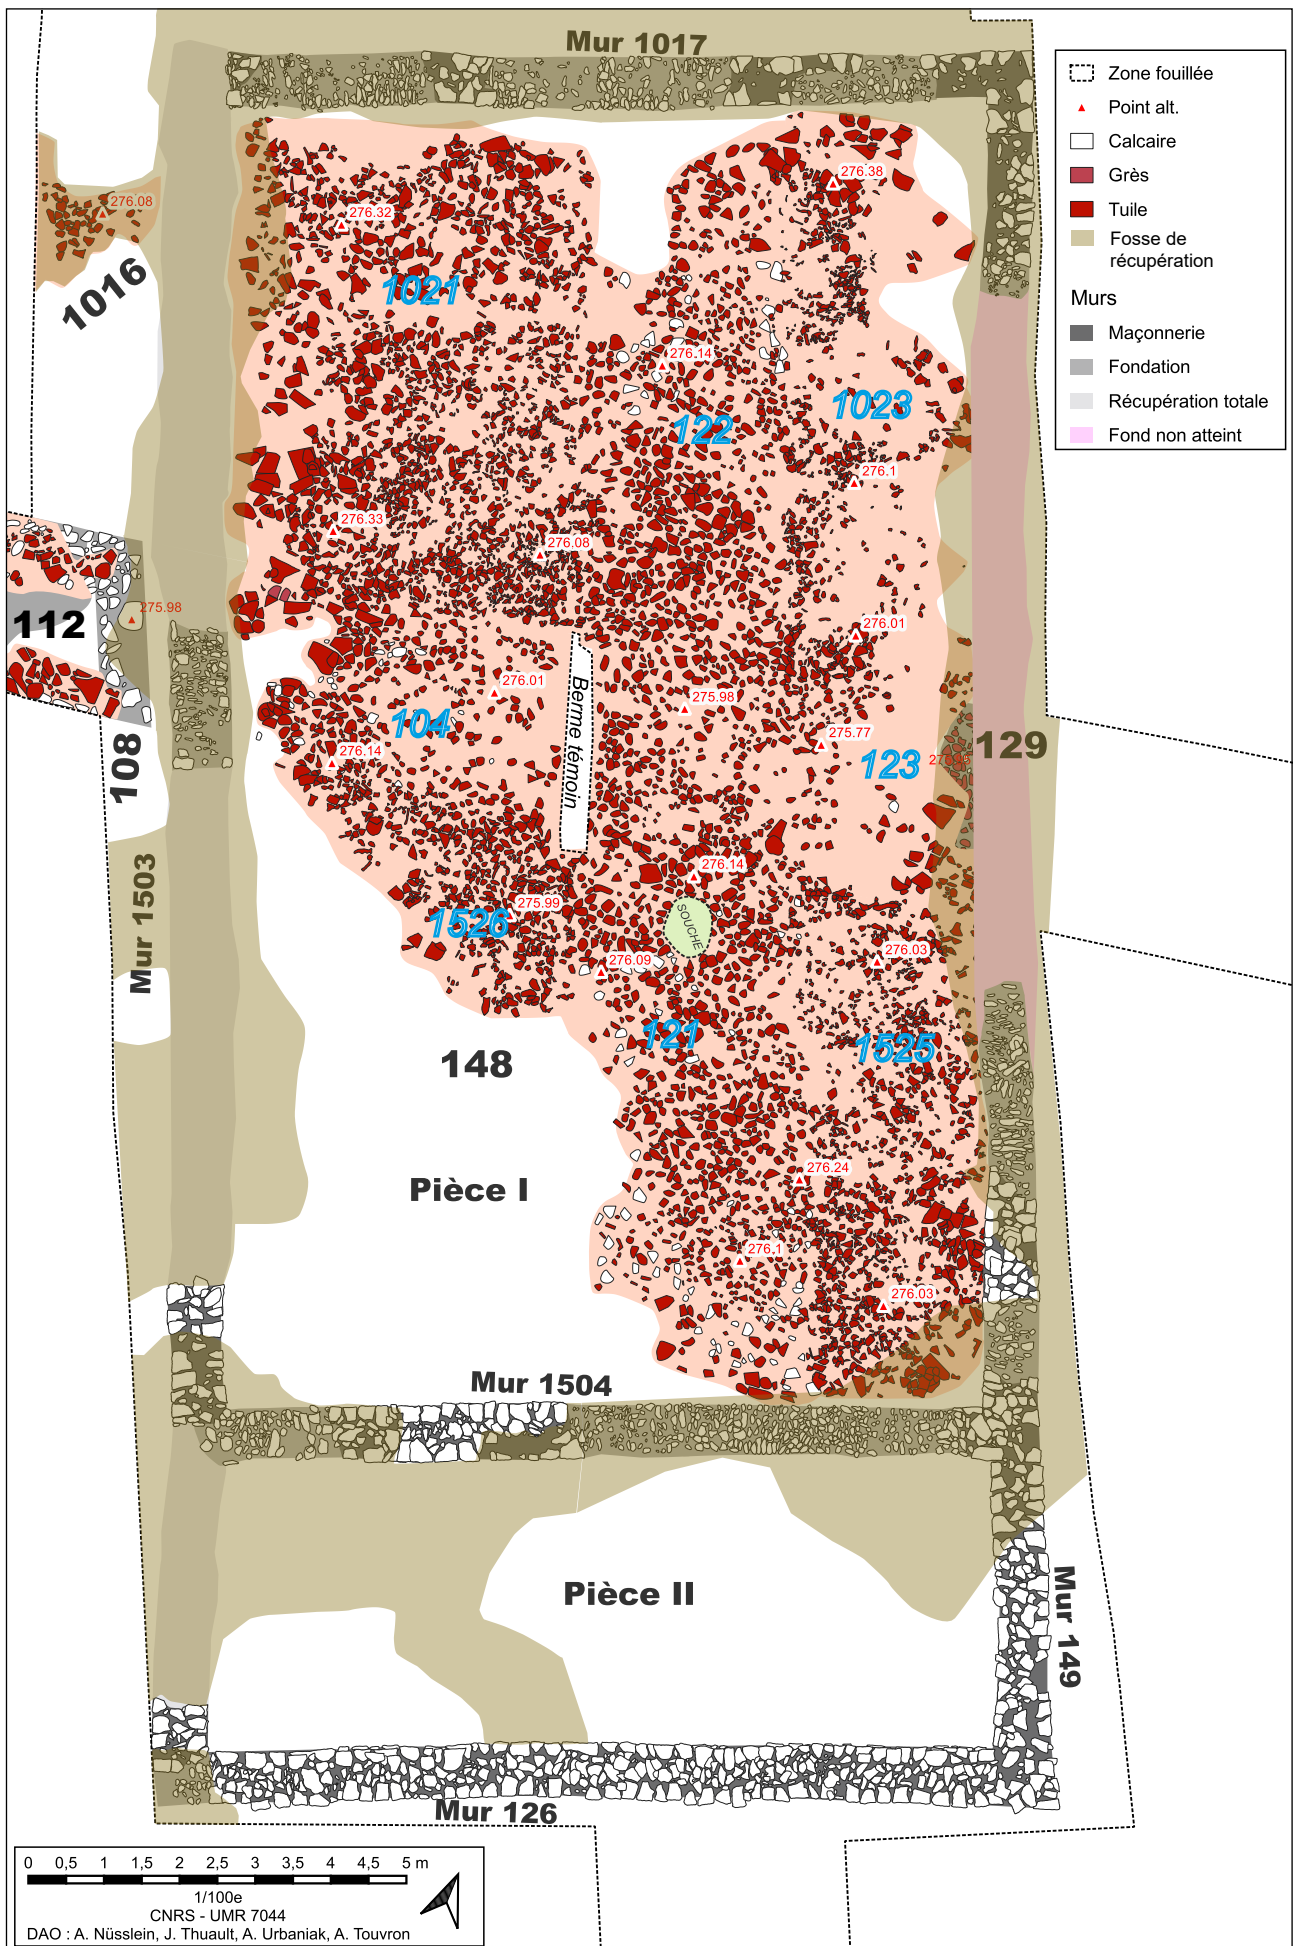 Mur 1017
Zone fouillée
Point alt.
Calcaire
Grès
Tuile
Fosse de
récupération
Murs
Maçonnerie
Fondation
Récupération totale
Fond non atteint
276.38
276.08
276.32
1016
1021
276.14
1023
122
276.1
276.33
276.08
275.98
112
276.01
276.01
Berme témoin
275.98
104
275.77
129
276.14
123
108
Mur 1503
276.14
275.99
SOUCHE
1526
276.03
276.09
121
1525
148
276.24
Pièce I
276.1
276.03
Mur 1504
Pièce II
Mur 149
Mur 126
0 0,5 1 1,5 2 2,5 3 3,5 4 4,5 5 m
1/100e
CNRS - UMR 7044
DAO : A. Nüsslein, J. Thuault, A. Urbaniak, A. Touvron